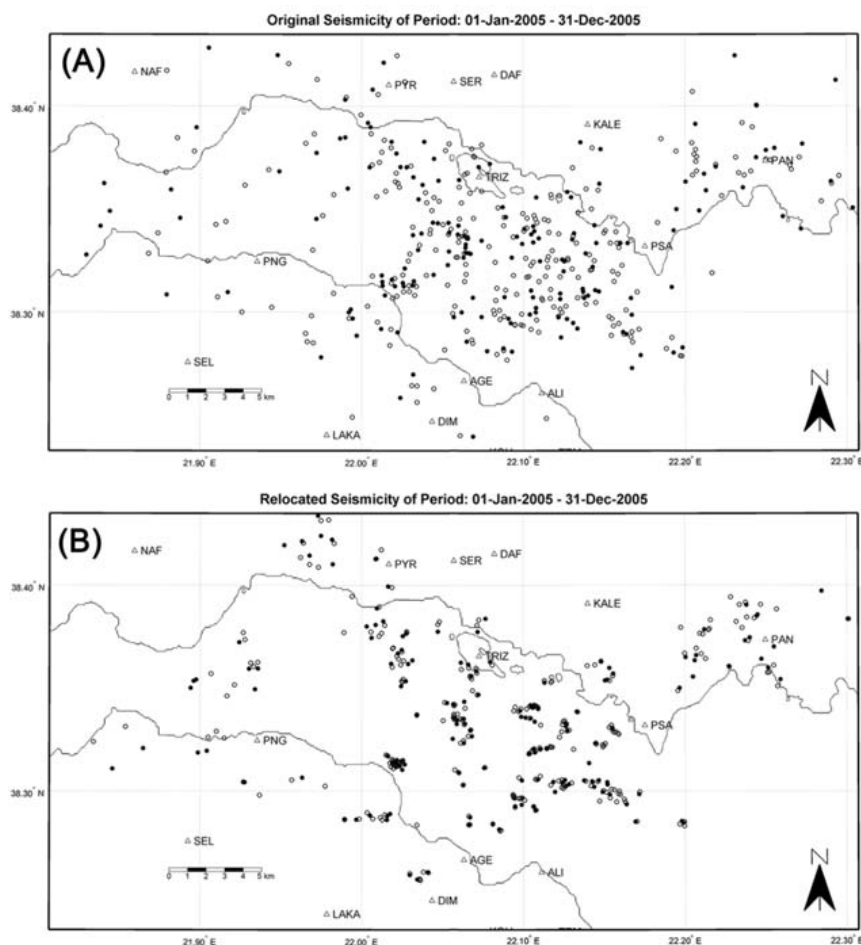 Original Seismicity of Period: 01-Jan-2005 - 31-Dec-2005
(A)
NAF
PYR
SER
DAF
38.40° N
KALE
PAN
TRIZ
PSA
PNG
38.30° N
SEL
0 1 2 3 4 5 km
AGE
ALI
N
DIM
LAKA
21.90° E
22.00° E
22.10° E
22.20° E
22.30° E
Relocated Seismicity of Period: 01-Jan-2005 - 31-Dec-2005
(B)
NAF
PYR
SER
DAF
38.40° N
KALE
PAN
TRIZ
PSA
PNG
38.30° N
SEL
0 1 2 3 4 5 km
AGE
ALI
N
DIM
LAKA
21.90° E
22.00° E
22.10° E
22.20° E
22.30° E